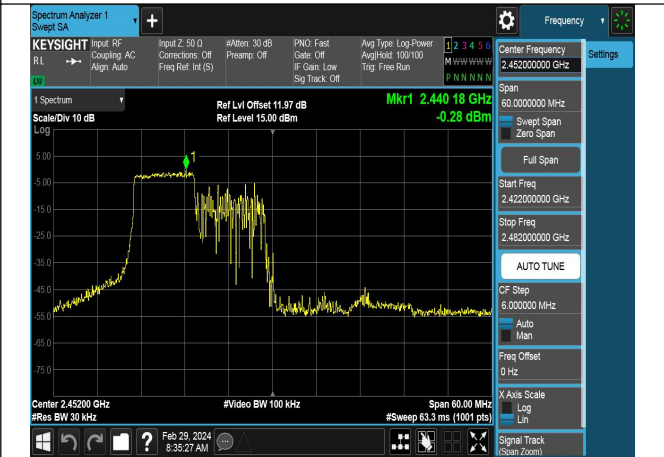 Spectrum Analyzer 1
Swept SA
Frequency
KEYSIGHT
RL
Input: RF
Coupling: AC
Align: Auto
Input Z: 50 Ω
Corrections: Off
Freq Ref: Int (S)
#Atten: 30 dB
Preamp: Off
PNO: Fast
Gate: Off
IF Gain: Low
Sig Track: Off
Avg Type: Log-Power
Avg|Hold: 100/100
Trig: Free Run
1 2 3 4 5 6
M W W W W W
P N N N N N
Center Frequency
2.452000000 GHz
Settings
Span
60.0000000 MHz
Swept Span
Zero Span
Full Span
Start Freq
2.422000000 GHz
Stop Freq
2.482000000 GHz
AUTO TUNE
CF Step
6.000000 MHz
Auto
Man
Freq Offset
0 Hz
X Axis Scale
Log
Lin
Signal Track
(Span Zoom)
1 Spectrum
Scale/Div 10 dB
Log
Ref Lvl Offset 11.97 dB
Ref Level 15.00 dBm
Mkr1 2.440 18 GHz
-0.28 dBm
1
5.00
-5.00
-15.0
-25.0
-35.0
-45.0
-55.0
-65.0
-75.0
Center 2.45200 GHz
#Res BW 30 kHz
#Video BW 100 kHz
Span 60.00 MHz
#Sweep 63.3 ms (1001 pts)
?
Feb 29, 2024
8:35:27 AM